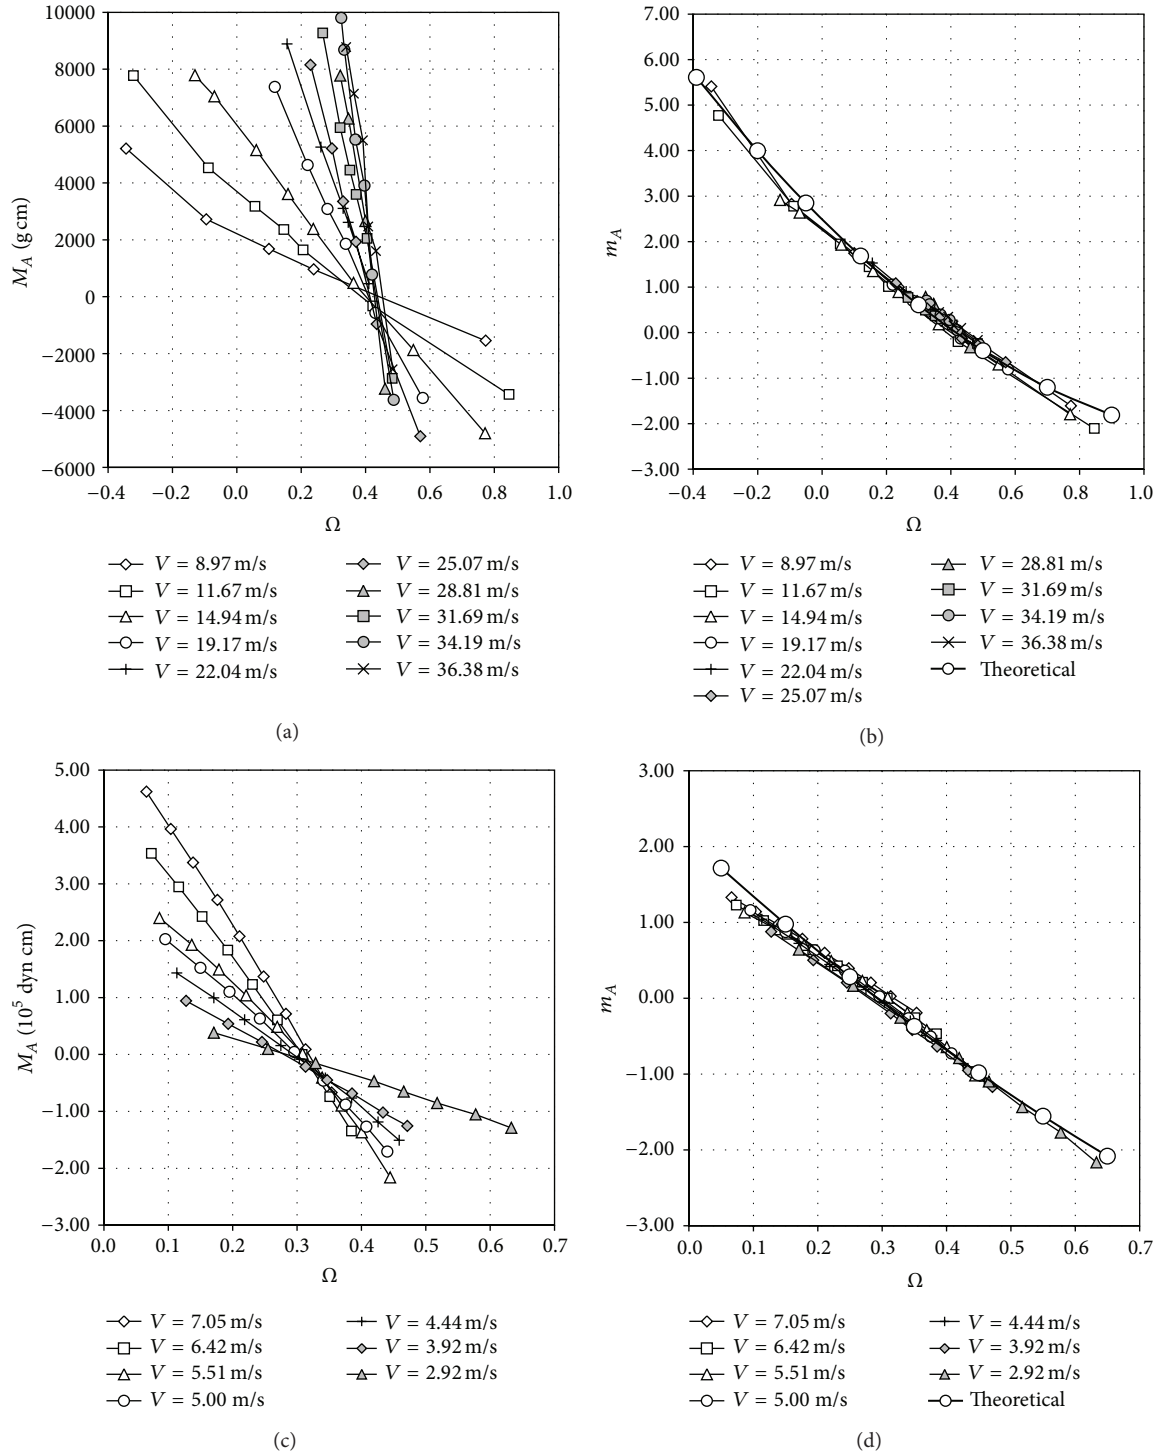 10000
8000
6000
4000
2000
0
−2000
−4000
−6000
M_A (g cm)
−0.4 −0.2 0.0 0.2 0.4 0.6 0.8 1.0
Ω
V = 8.97 m/s
V = 11.67 m/s
V = 14.94 m/s
V = 19.17 m/s
V = 22.04 m/s
V = 25.07 m/s
V = 28.81 m/s
V = 31.69 m/s
V = 34.19 m/s
V = 36.38 m/s
(a)
7.00
6.00
5.00
4.00
3.00
2.00
1.00
0.00
−1.00
−2.00
−3.00
m_A
−0.4 −0.2 0.0 0.2 0.4 0.6 0.8 1.0
Ω
V = 8.97 m/s
V = 11.67 m/s
V = 14.94 m/s
V = 19.17 m/s
V = 22.04 m/s
V = 25.07 m/s
V = 28.81 m/s
V = 31.69 m/s
V = 34.19 m/s
V = 36.38 m/s
Theoretical
(b)
5.00
4.00
3.00
2.00
1.00
0.00
−1.00
−2.00
−3.00
M_A (10⁵ dyn cm)
0.0 0.1 0.2 0.3 0.4 0.5 0.6 0.7
Ω
V = 7.05 m/s
V = 6.42 m/s
V = 5.51 m/s
V = 5.00 m/s
V = 4.44 m/s
V = 3.92 m/s
V = 2.92 m/s
(c)
3.00
2.00
1.00
0.00
−1.00
−2.00
−3.00
m_A
0.0 0.1 0.2 0.3 0.4 0.5 0.6 0.7
Ω
V = 7.05 m/s
V = 6.42 m/s
V = 5.51 m/s
V = 5.00 m/s
V = 4.44 m/s
V = 3.92 m/s
V = 2.92 m/s
Theoretical
(d)